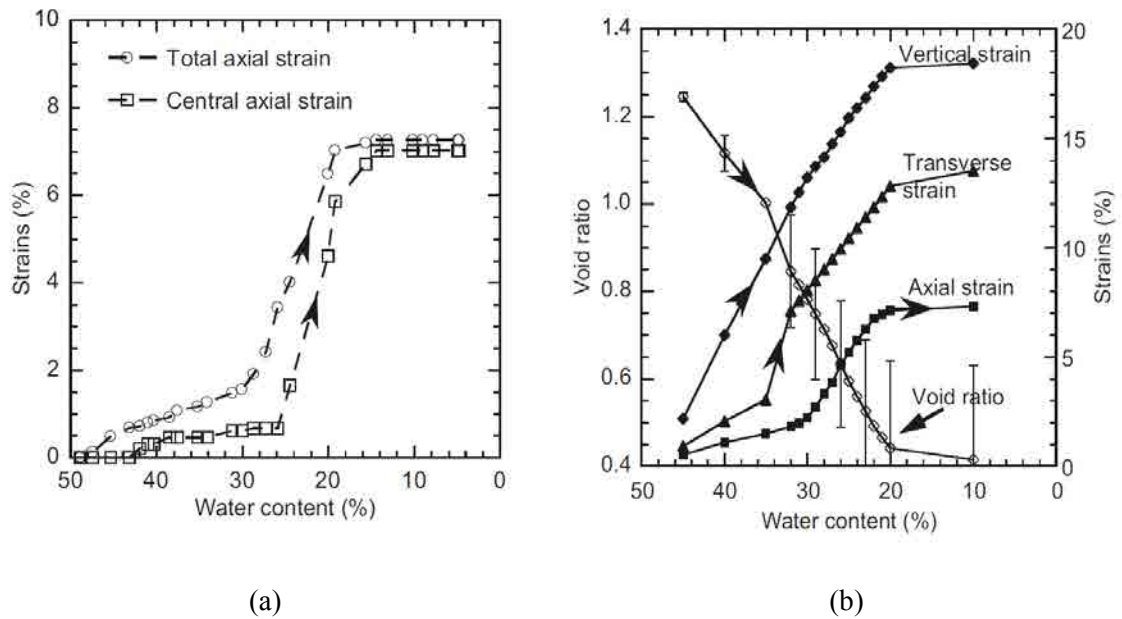 10
8
6
4
2
0
Strains (%)
Total axial strain
Central axial strain
50 40 30 20 10 0
Water content (%)
(a)
1.4
1.2
1.0
0.8
0.6
0.4
Void ratio
Vertical strain
Transverse
strain
Axial strain
Void ratio
20
15
10
5
0
Strains (%)
50 40 30 20 10 0
Water content (%)
(b)